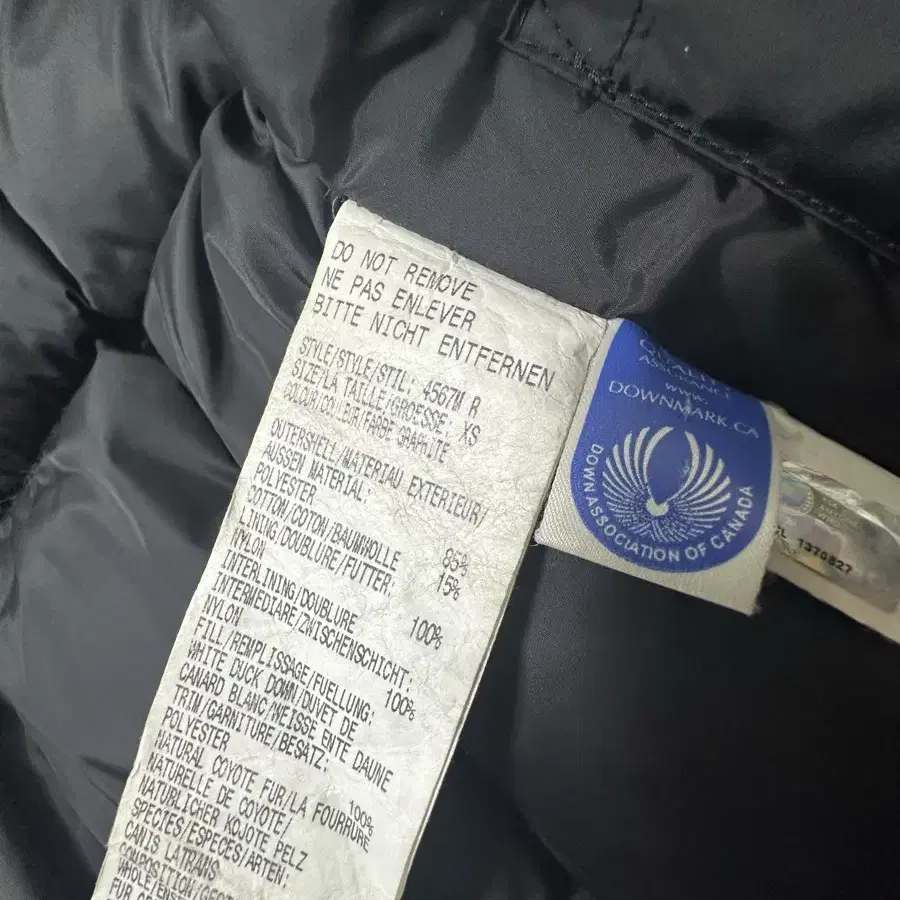 DO NOT REMOVE
NE PAS ENLEVER
BITTE NICHT ENTFERNEN
STYLE/STYLE/STIL: 4567M R
SIZE/LA TAILLE/GROESSE: XS
COLOUR/COULEUR/FARBE GRAPHITE
OUTERSHELL/MATERIAU EXTERIEUR/
AUSSEN MATERIAL:
POLYESTER 85%
COTTON/COTON/BAUMWOLLE 15%
LINING/DOUBLURE/FUTTER:
NYLON 100%
INTERLINING/DOUBLURE
INTERMEDIARE/ZWISCHENSCHICHT:
NYLON 100%
FILL/REMPLISSAGE/FUELLUNG:
WHITE DUCK DOWN/DUVET DE
CANARD BLANC/WEISSE ENTE DAUNE
TRIM/GARNITURE/BESATZ:
POLYESTER 100%
NATURAL COYOTE FUR/LA FOURRURE
NATURELLE DE COYOTE/
NATURLICHER KOJOTE PELZ
SPECIES/ESPECES/ARTEN:
CANIS LATRANS
www.
DOWNMARK.CA
DOWN ASSOCIATION OF CANADA
1370827